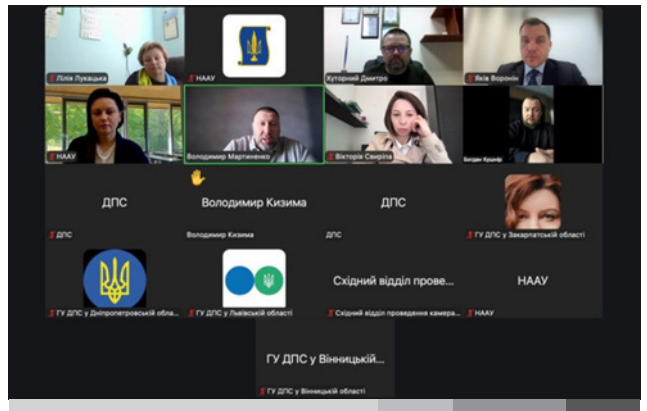 Лілія Лукацька
НААУ
Хуторний Дмитро
Яків Воронін
НААУ
Володимир Мартиненко
Вікторія Свиріпа
Богдан Кушнір
ДПС
Володимир Кизима
ДПС
ДПС
Володимир Кизима
ДПС
ГУ ДПС у Закарпатській області
Східний відділ прове...
НААУ
ГУ ДПС у Дніпропетровській обла...
ГУ ДПС у Львівській області
Східний відділ проведення камера...
НААУ
ГУ ДПС у Вінницькій...
ГУ ДПС у Вінницькій області